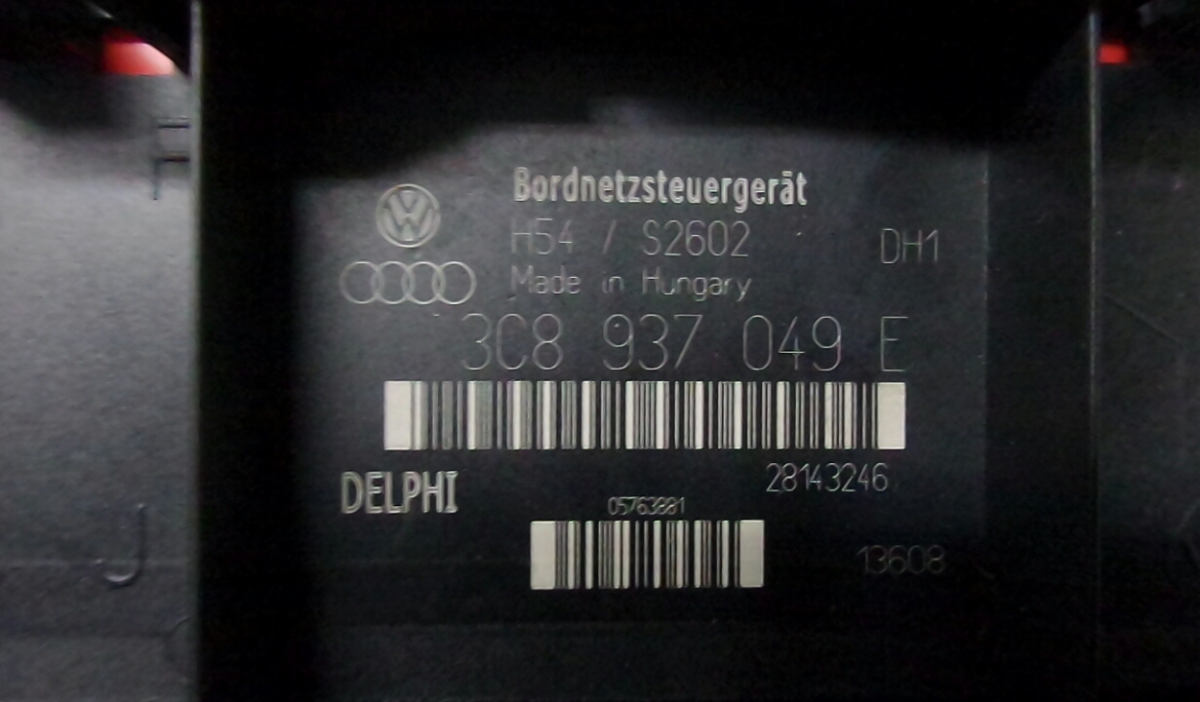 Bordnetzsteuergerät
H54 / S2602 DH1
Made in Hungary
3C8 937 049 E
DELPHI
28143246
05763881
13608